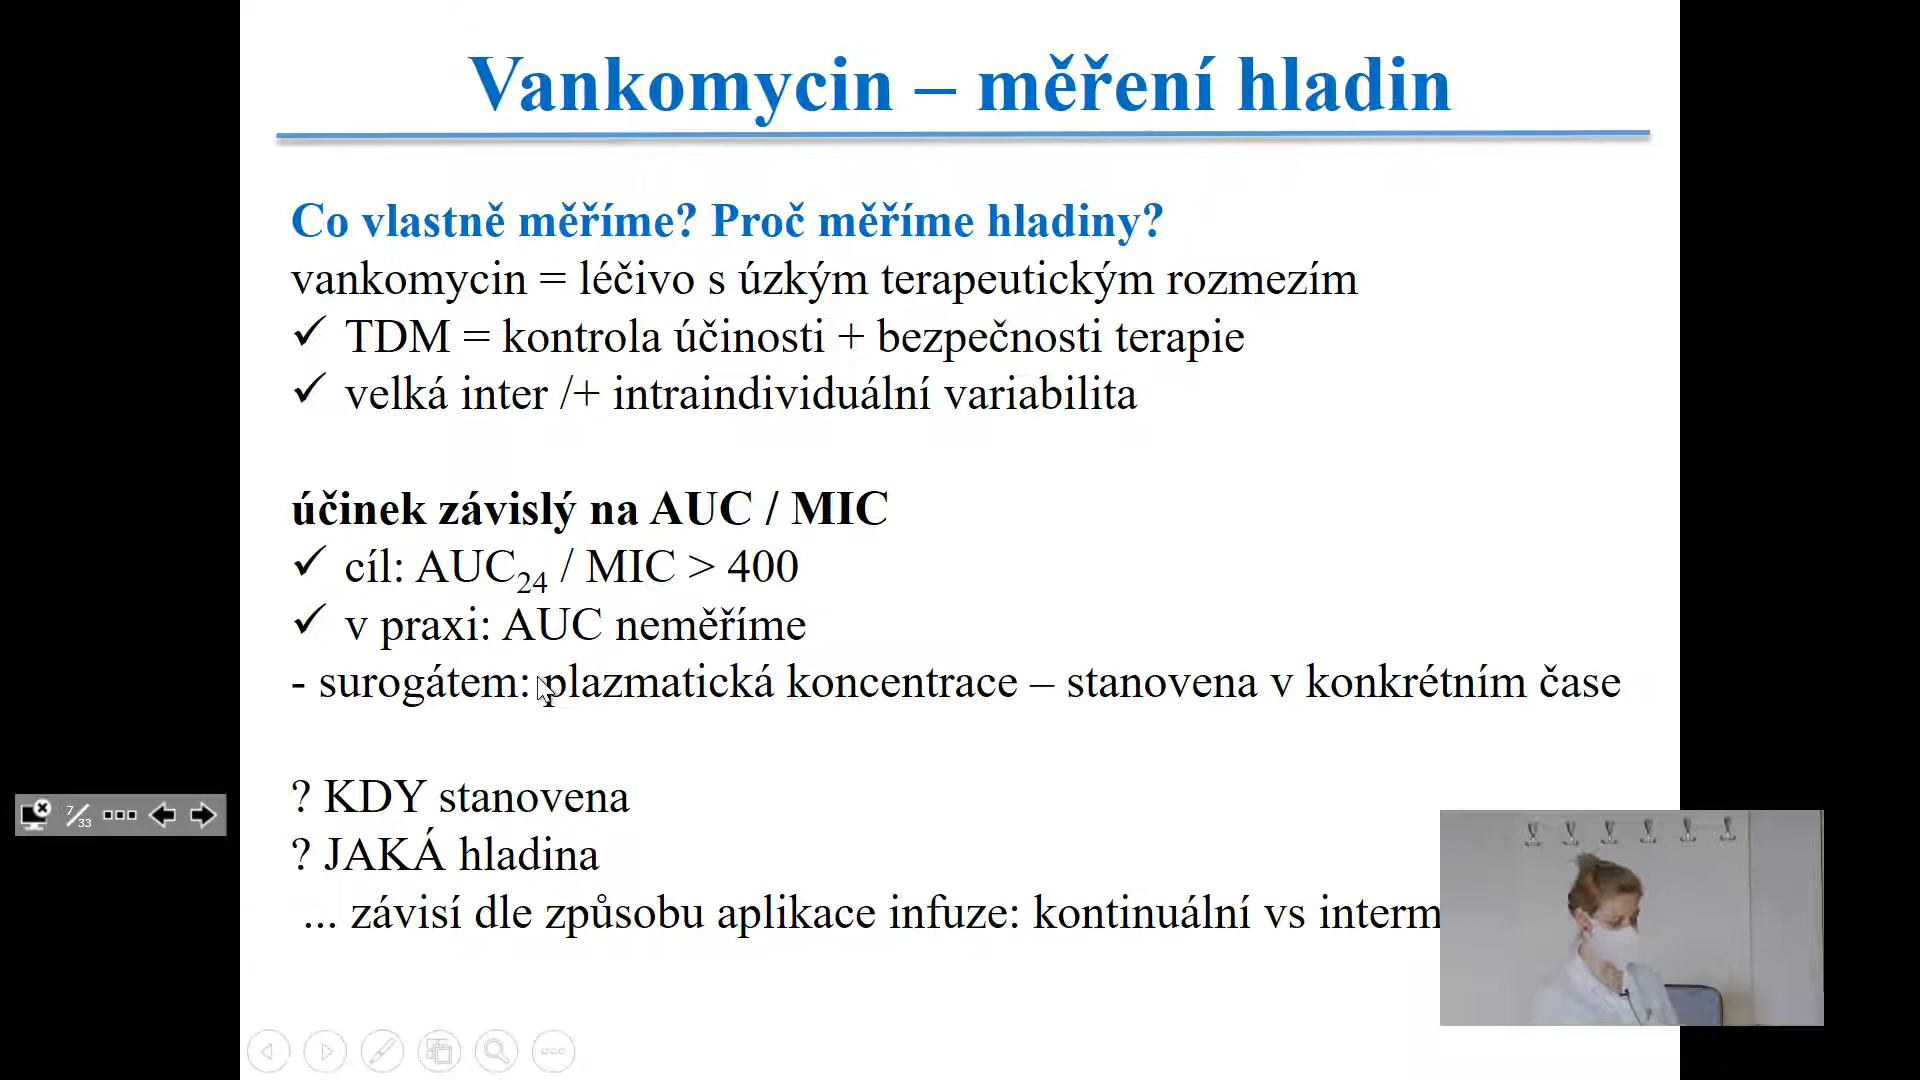 Vankomycin – měření hladin
Co vlastně měříme? Proč měříme hladiny?
vankomycin = léčivo s úzkým terapeutickým rozmezím
✓ TDM = kontrola účinosti + bezpečnosti terapie
✓ velká inter /+ intraindividuální variabilita
účinek závislý na AUC / MIC
✓ cíl: AUC24 / MIC > 400
✓ v praxi: AUC neměříme
- surogátem: plazmatická koncentrace – stanovena v konkrétním čase
? KDY stanovena
7/33
? JAKÁ hladina
... závisí dle způsobu aplikace infuze: kontinuální vs interm